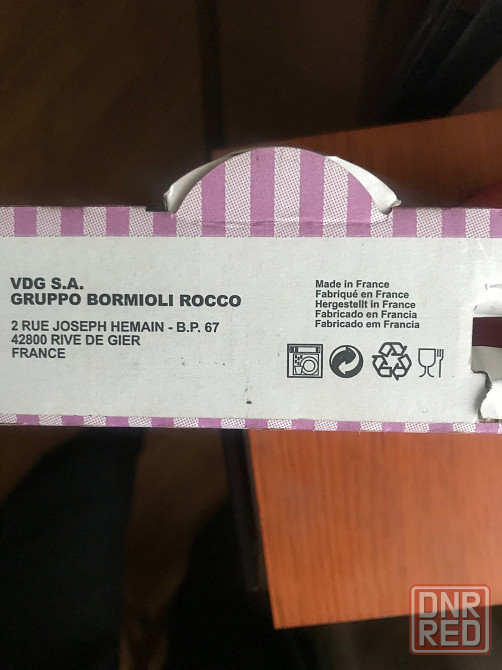 VDG S.A.
GRUPPO BORMIOLI ROCCO
2 RUE JOSEPH HEMAIN - B.P. 67
42800 RIVE DE GIER
FRANCE
Made in France
Fabriqué en France
Hergestellt in France
Fabricado en Francia
Fabricado em Francia
DNR
RED